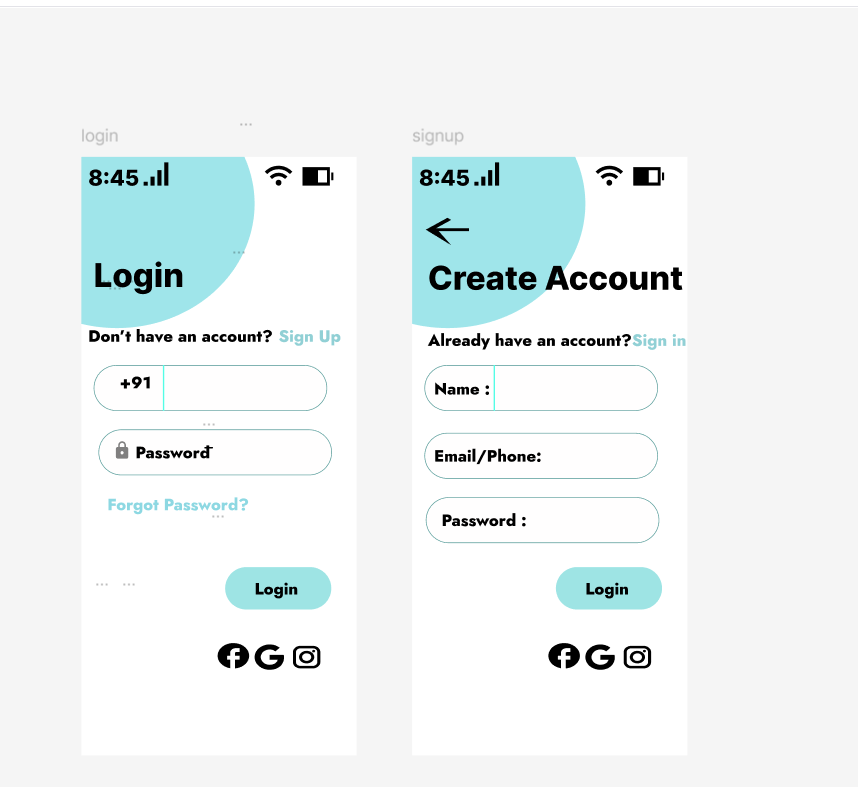 login
8:45
Login
Don't have an account? Sign Up
+91
Password
Forgot Password?
Login
signup
8:45
Create Account
Already have an account?Sign in
Name :
Email/Phone:
Password :
Login